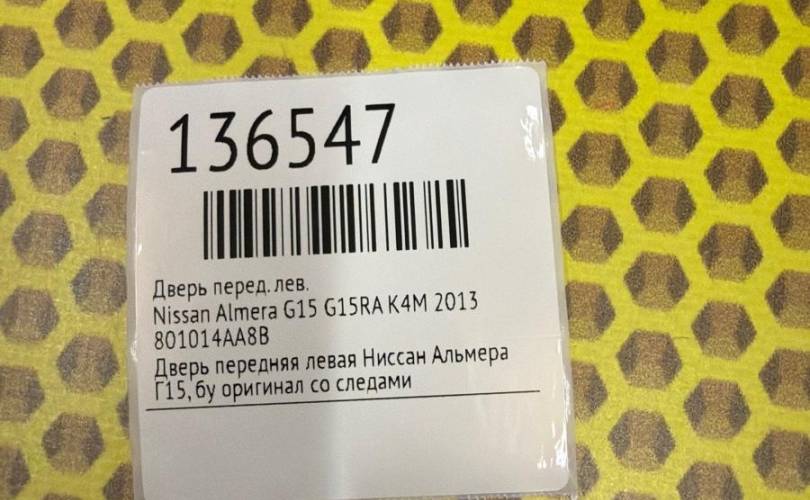 136547
Дверь перед. лев.
Nissan Almera G15 G15RA K4M 2013
801014AA8B
Дверь передняя левая Ниссан Альмера
Г15, бу оригинал со следами